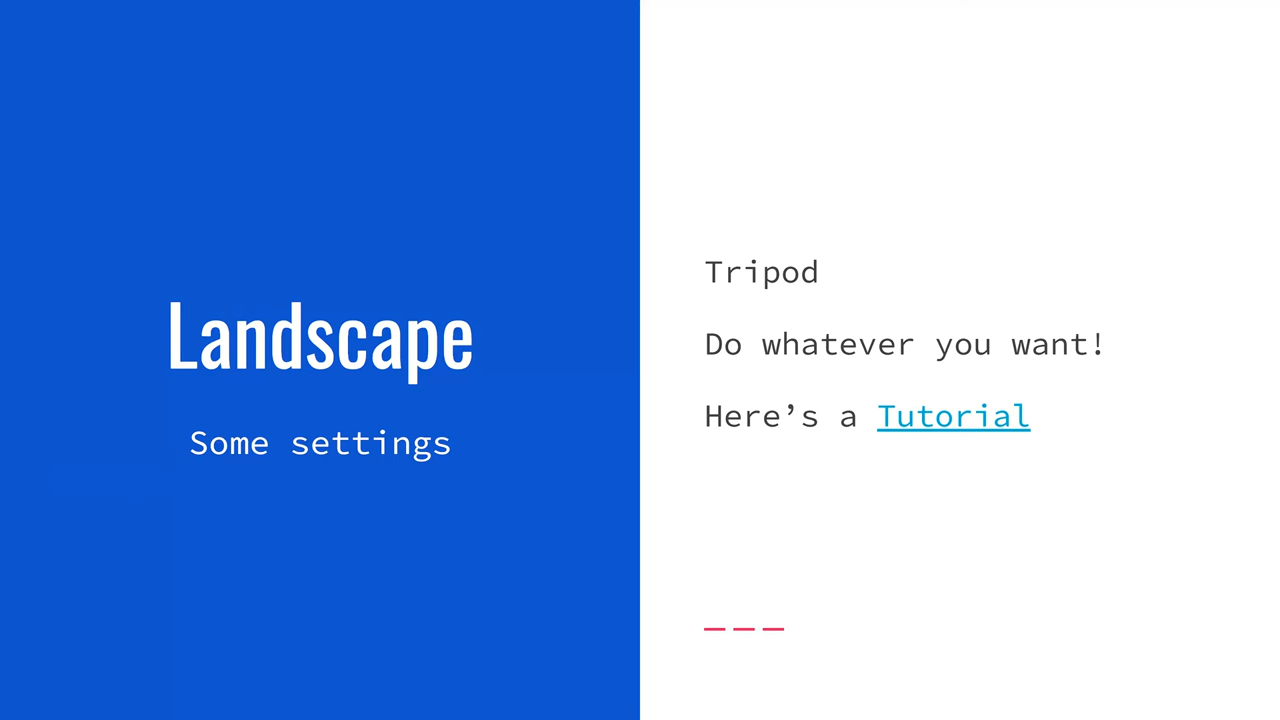 Landscape
Some settings
Tripod
Do whatever you want!
Here’s a Tutorial